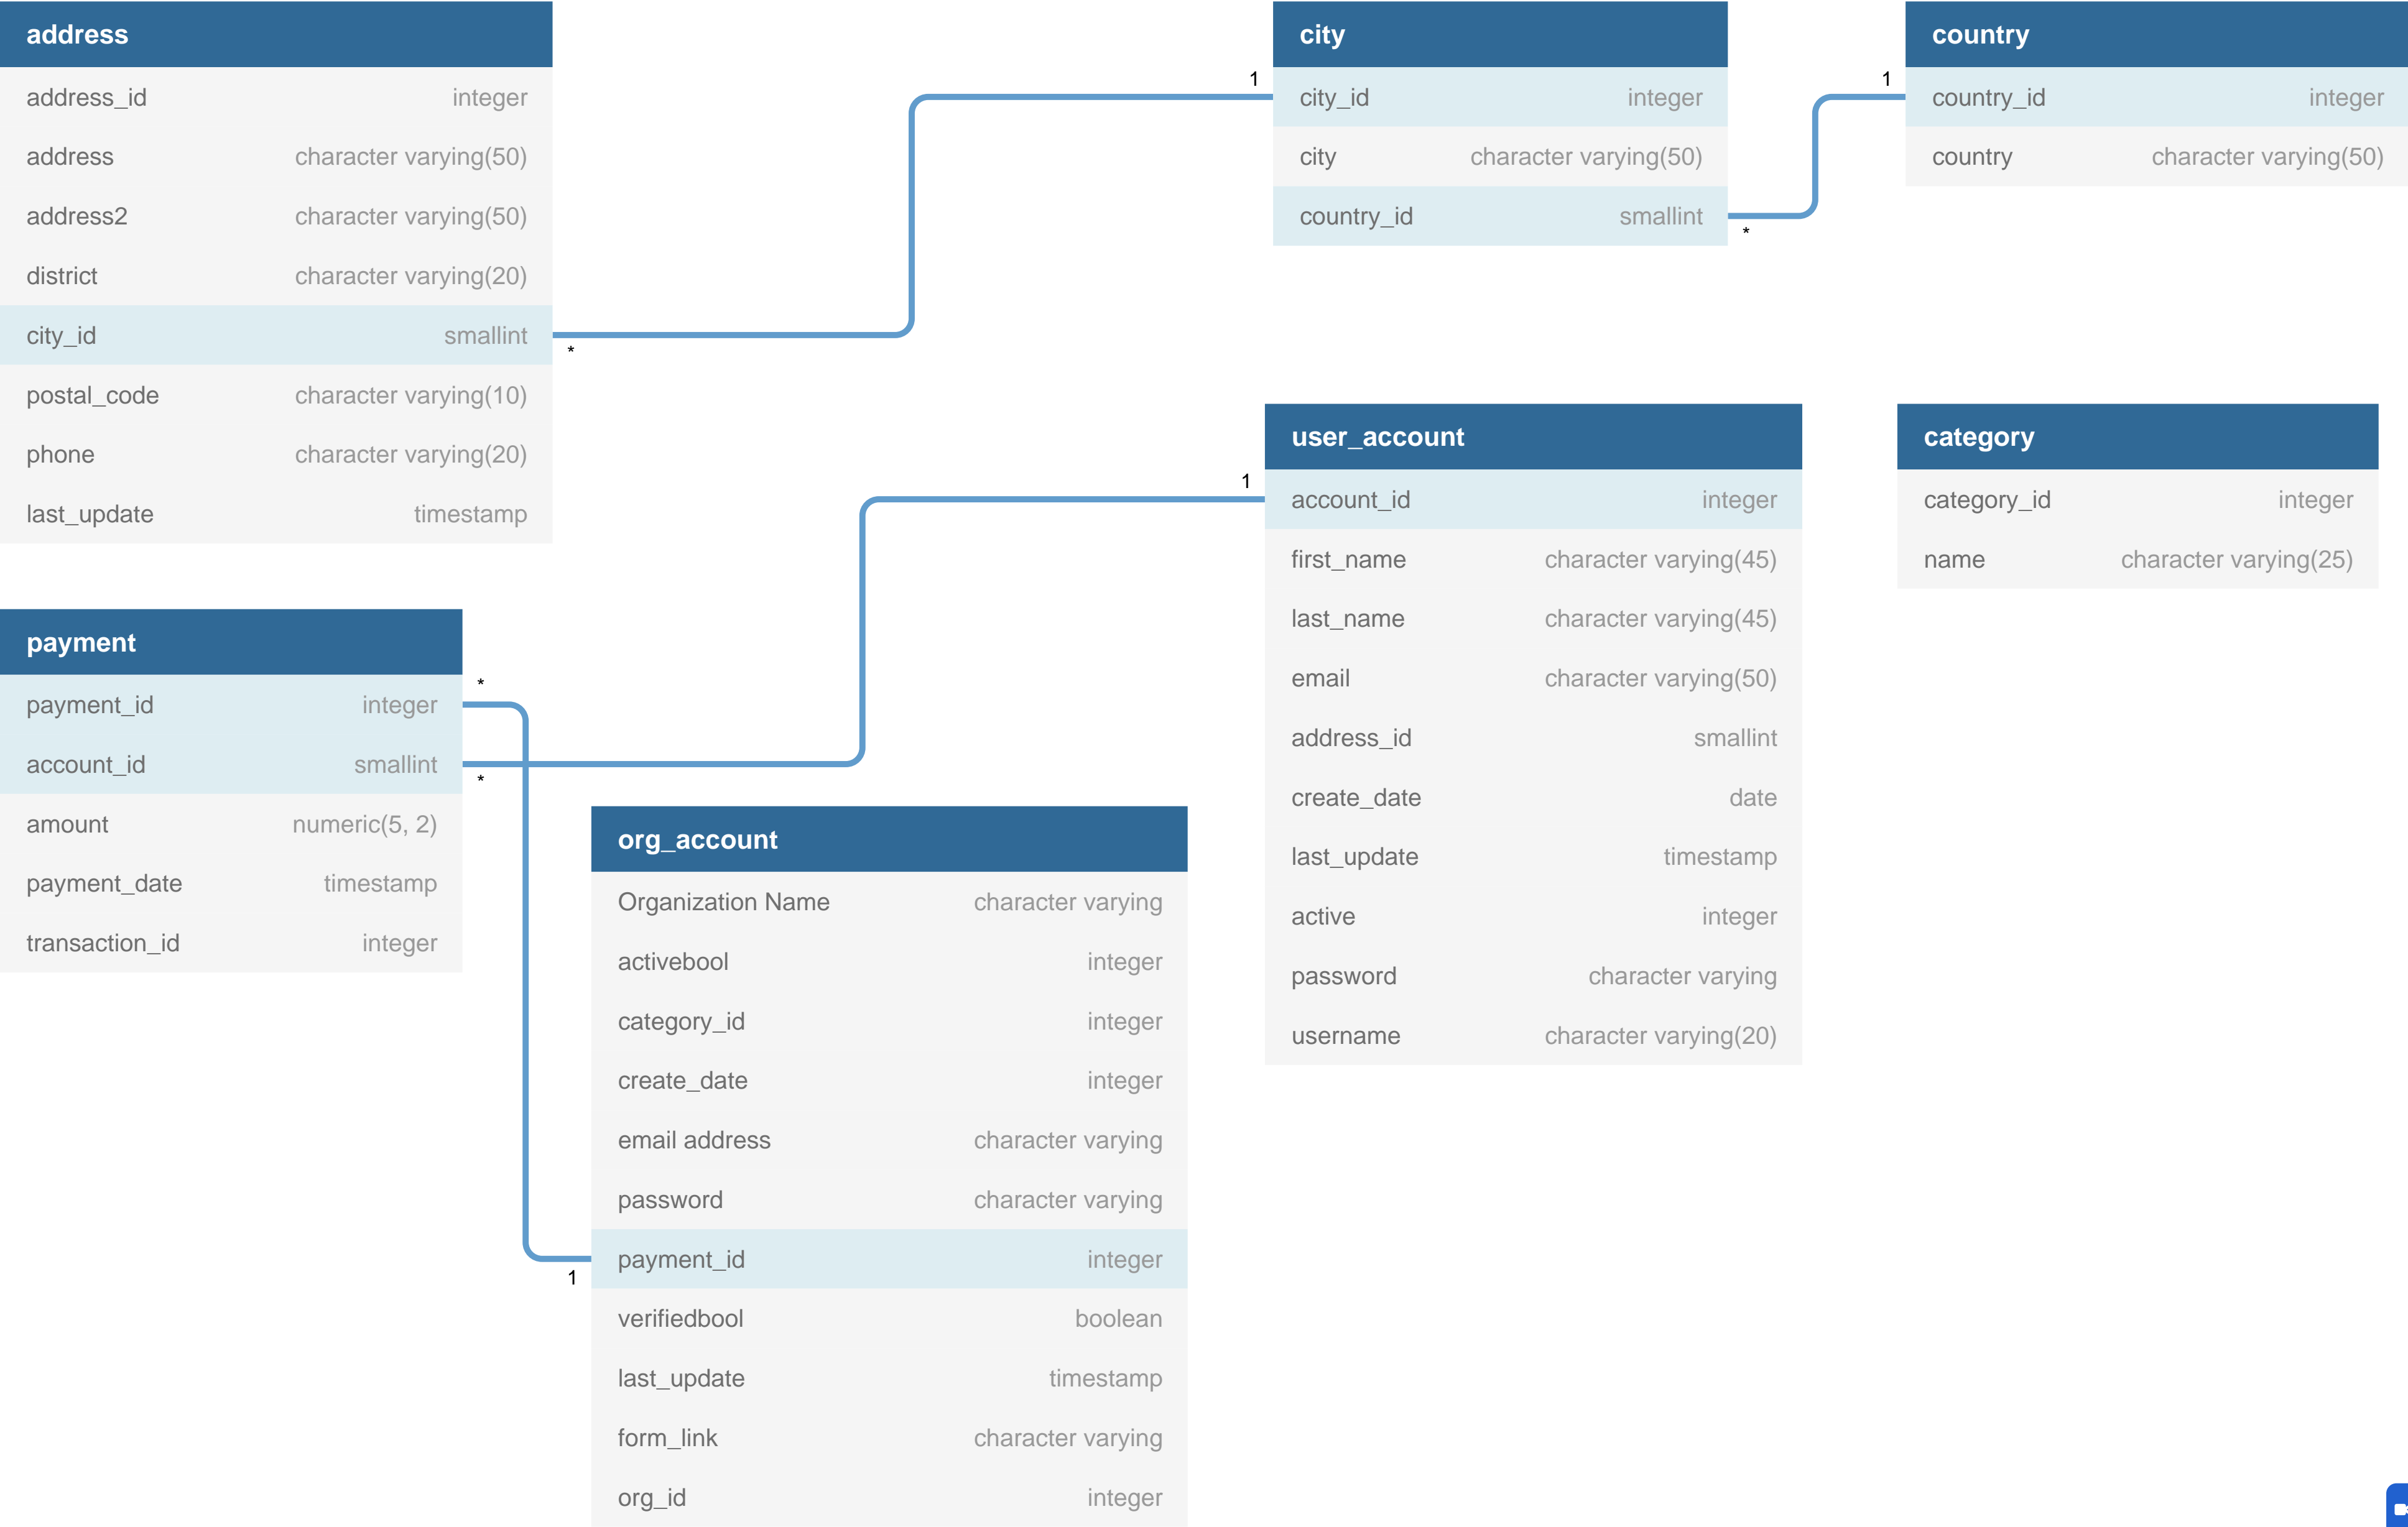 address
address_id integer
address character varying(50)
address2 character varying(50)
district character varying(20)
city_id smallint
*
postal_code character varying(10)
phone character varying(20)
last_update timestamp
1
city
city_id integer
city character varying(50)
country_id smallint
*
1
country
country_id integer
country character varying(50)
payment
payment_id integer
*
account_id smallint
*
amount numeric(5, 2)
payment_date timestamp
transaction_id integer
1
user_account
account_id integer
first_name character varying(45)
last_name character varying(45)
email character varying(50)
address_id smallint
create_date date
last_update timestamp
active integer
password character varying
username character varying(20)
category
category_id integer
name character varying(25)
org_account
Organization Name character varying
activebool integer
category_id integer
create_date integer
email address character varying
password character varying
payment_id integer
1
verifiedbool boolean
last_update timestamp
form_link character varying
org_id integer